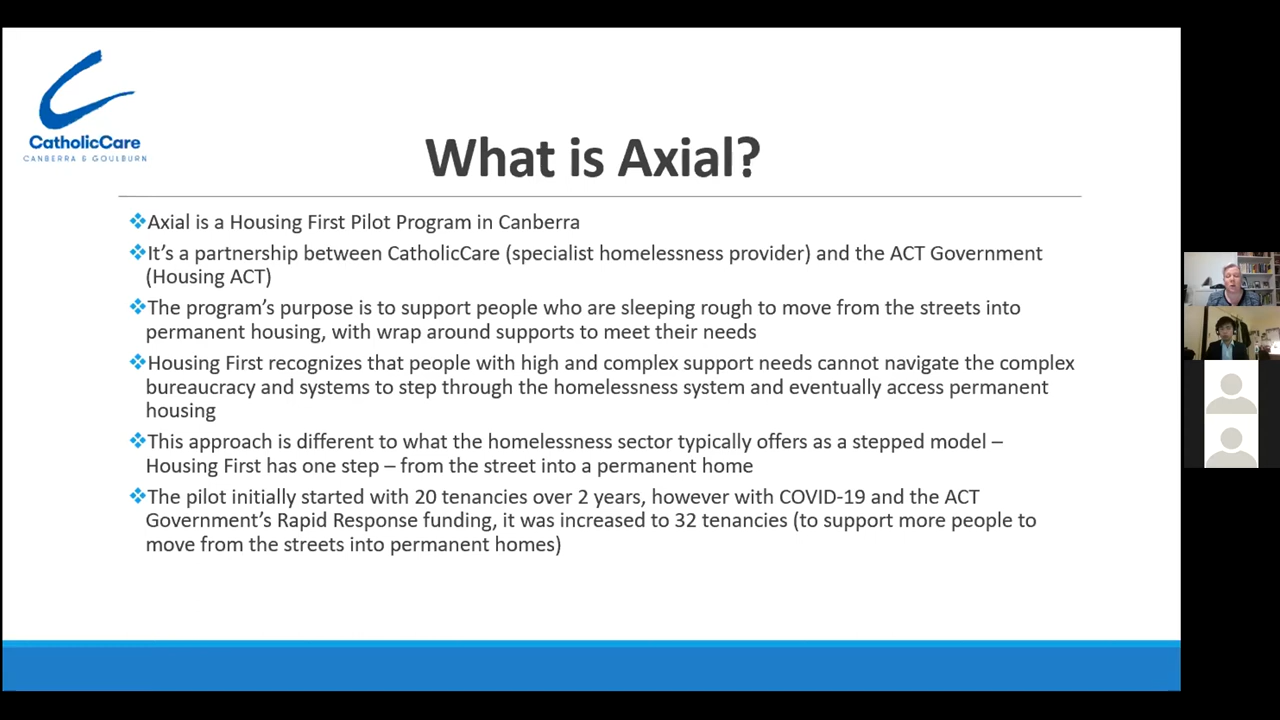 CatholicCare
CANBERRA & GOULBURN
What is Axial?
❖Axial is a Housing First Pilot Program in Canberra
❖It's a partnership between CatholicCare (specialist homelessness provider) and the ACT Government
(Housing ACT)
❖The program's purpose is to support people who are sleeping rough to move from the streets into
permanent housing, with wrap around supports to meet their needs
❖Housing First recognizes that people with high and complex support needs cannot navigate the complex
bureaucracy and systems to step through the homelessness system and eventually access permanent
housing
❖This approach is different to what the homelessness sector typically offers as a stepped model –
Housing First has one step – from the street into a permanent home
❖The pilot initially started with 20 tenancies over 2 years, however with COVID-19 and the ACT
Government's Rapid Response funding, it was increased to 32 tenancies (to support more people to
move from the streets into permanent homes)